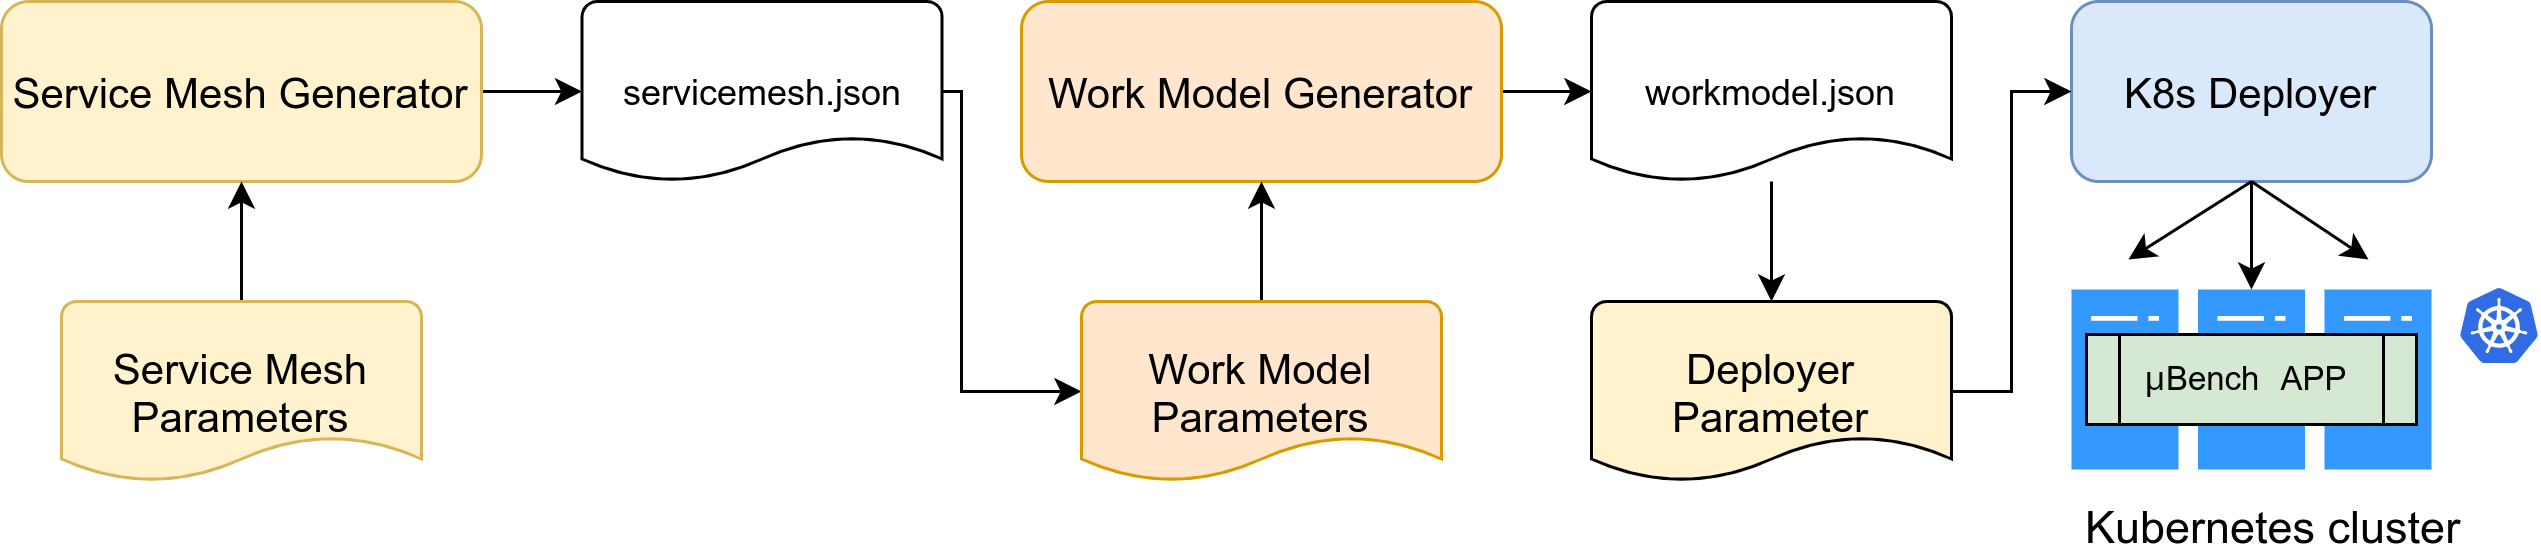 Service Mesh Generator
servicemesh.json
Work Model Generator
workmodel.json
K8s Deployer
Service Mesh
Parameters
Work Model
Parameters
Deployer
Parameter
µBench APP
Kubernetes cluster